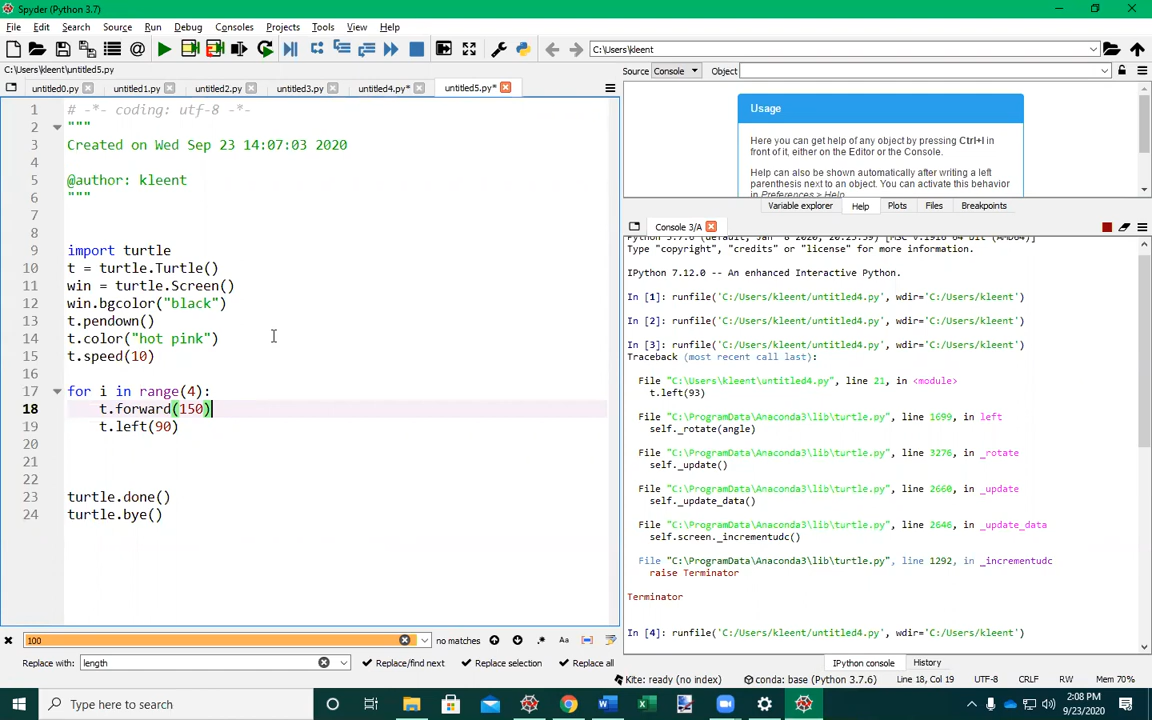 Spyder (Python 3.7)
File Edit Search Source Run Debug Consoles Projects Tools View Help
C:\Users\kleent
C:\Users\kleent\untitled5.py
untitled0.py untitled1.py untitled2.py untitled3.py untitled4.py* untitled5.py*
1 # -*- coding: utf-8 -*-
2 """
3 Created on Wed Sep 23 14:07:03 2020
4
5 @author: kleent
6 """
7
8
9 import turtle
10 t = turtle.Turtle()
11 win = turtle.Screen()
12 win.bgcolor("black")
13 t.pendown()
14 t.color("hot pink")
15 t.speed(10)
16
17 for i in range(4):
18 t.forward(150)
19 t.left(90)
20
21
22
23 turtle.done()
24 turtle.bye()
100 no matches Aa
Replace with: length Replace/find next Replace selection Replace all
Source Console Object
Usage
Here you can get help of any object by pressing Ctrl+I in
front of it, either on the Editor or the Console.
Help can also be shown automatically after writing a left
parenthesis next to an object. You can activate this behavior
in Preferences > Help.
Variable explorer Help Plots Files Breakpoints
Console 3/A
Python 3.7.6 (default, Jan 8 2020, 20:23:39) [MSC v.1916 64 bit (AMD64)]
Type "copyright", "credits" or "license" for more information.
IPython 7.12.0 -- An enhanced Interactive Python.
In [1]: runfile('C:/Users/kleent/untitled4.py', wdir='C:/Users/kleent')
In [2]: runfile('C:/Users/kleent/untitled4.py', wdir='C:/Users/kleent')
In [3]: runfile('C:/Users/kleent/untitled4.py', wdir='C:/Users/kleent')
Traceback (most recent call last):
File "C:\Users\kleent\untitled4.py", line 21, in <module>
t.left(93)
File "C:\ProgramData\Anaconda3\lib\turtle.py", line 1699, in left
self._rotate(angle)
File "C:\ProgramData\Anaconda3\lib\turtle.py", line 3276, in _rotate
self._update()
File "C:\ProgramData\Anaconda3\lib\turtle.py", line 2660, in _update
self._update_data()
File "C:\ProgramData\Anaconda3\lib\turtle.py", line 2646, in _update_data
self.screen._incrementudc()
File "C:\ProgramData\Anaconda3\lib\turtle.py", line 1292, in _incrementudc
raise Terminator
Terminator
In [4]: runfile('C:/Users/kleent/untitled4.py', wdir='C:/Users/kleent')
IPython console History
Kite: ready (no index) conda: base (Python 3.7.6) Line 18, Col 19 UTF-8 CRLF RW Mem 70%
Type here to search
2:08 PM
9/23/2020